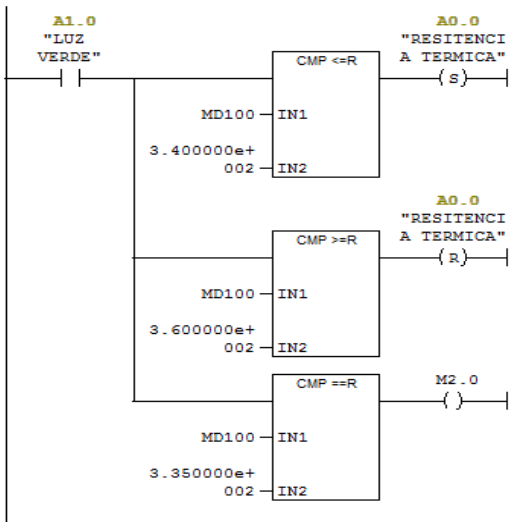 A1.0
"LUZ
VERDE"
CMP <=R
MD100
IN1
3.400000e+
002
IN2
A0.0
"RESITENCI
A TERMICA"
S
CMP >=R
MD100
IN1
3.600000e+
002
IN2
A0.0
"RESITENCI
A TERMICA"
R
CMP ==R
MD100
IN1
3.350000e+
002
IN2
M2.0